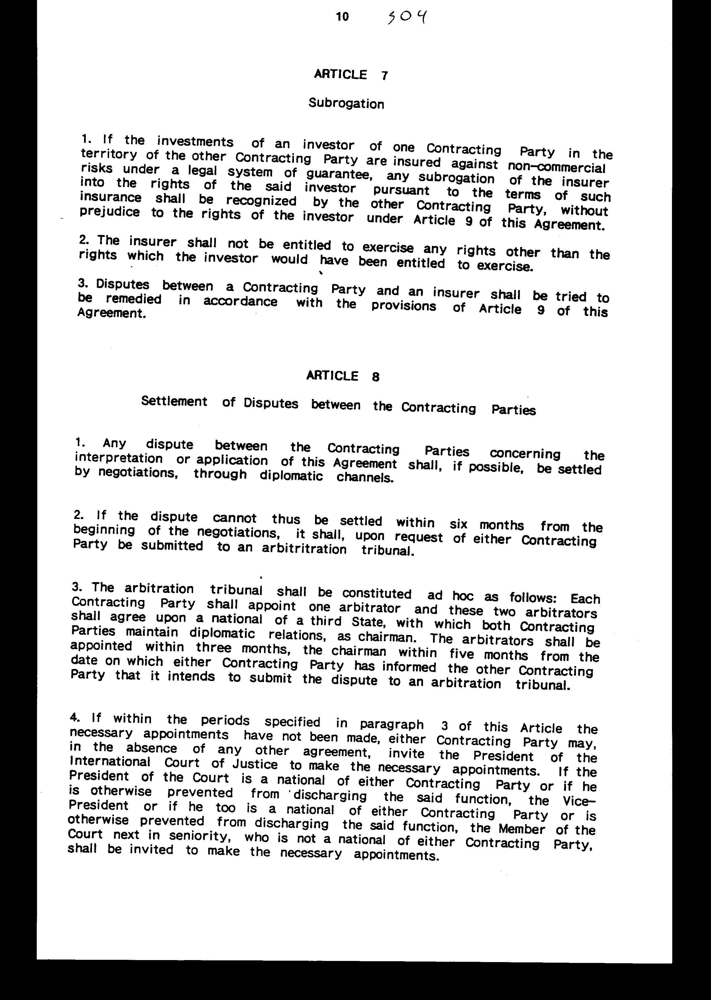 10 304
ARTICLE 7
Subrogation
1. If the investments of an investor of one Contracting Party in the
territory of the other Contracting Party are insured against non-commercial
risks under a legal system of guarantee, any subrogation of the insurer
into the rights of the said investor pursuant to the terms of such
insurance shall be recognized by the other Contracting Party, without
prejudice to the rights of the investor under Article 9 of this Agreement.
2. The insurer shall not be entitled to exercise any rights other than the
rights which the investor would have been entitled to exercise.
3. Disputes between a Contracting Party and an insurer shall be tried to
be remedied in accordance with the provisions of Article 9 of this
Agreement.
ARTICLE 8
Settlement of Disputes between the Contracting Parties
1. Any dispute between the Contracting Parties concerning the
interpretation or application of this Agreement shall, if possible, be settled
by negotiations, through diplomatic channels.
2. If the dispute cannot thus be settled within six months from the
beginning of the negotiations, it shall, upon request of either Contracting
Party be submitted to an arbitritration tribunal.
3. The arbitration tribunal shall be constituted ad hoc as follows: Each
Contracting Party shall appoint one arbitrator and these two arbitrators
shall agree upon a national of a third State, with which both Contracting
Parties maintain diplomatic relations, as chairman. The arbitrators shall be
appointed within three months, the chairman within five months from the
date on which either Contracting Party has informed the other Contracting
Party that it intends to submit the dispute to an arbitration tribunal.
4. If within the periods specified in paragraph 3 of this Article the
necessary appointments have not been made, either Contracting Party may,
in the absence of any other agreement, invite the President of the
International Court of Justice to make the necessary appointments. If the
President of the Court is a national of either Contracting Party or if he
is otherwise prevented from discharging the said function, the Vice-
President or if he too is a national of either Contracting Party or is
otherwise prevented from discharging the said function, the Member of the
Court next in seniority, who is not a national of either Contracting Party,
shall be invited to make the necessary appointments.